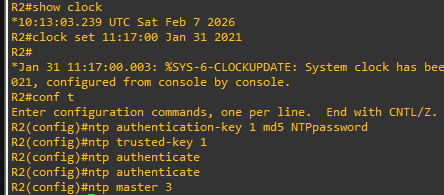 R2#show clock
*10:13:03.239 UTC Sat Feb 7 2026
R2#clock set 11:17:00 Jan 31 2021
R2#
*Jan 31 11:17:00.003: %SYS-6-CLOCKUPDATE: System clock has bee
021, configured from console by console.
R2#conf t
Enter configuration commands, one per line.  End with CNTL/Z.
R2(config)#ntp authentication-key 1 md5 NTPpassword
R2(config)#ntp trusted-key 1
R2(config)#ntp authenticate
R2(config)#ntp authenticate
R2(config)#ntp master 3